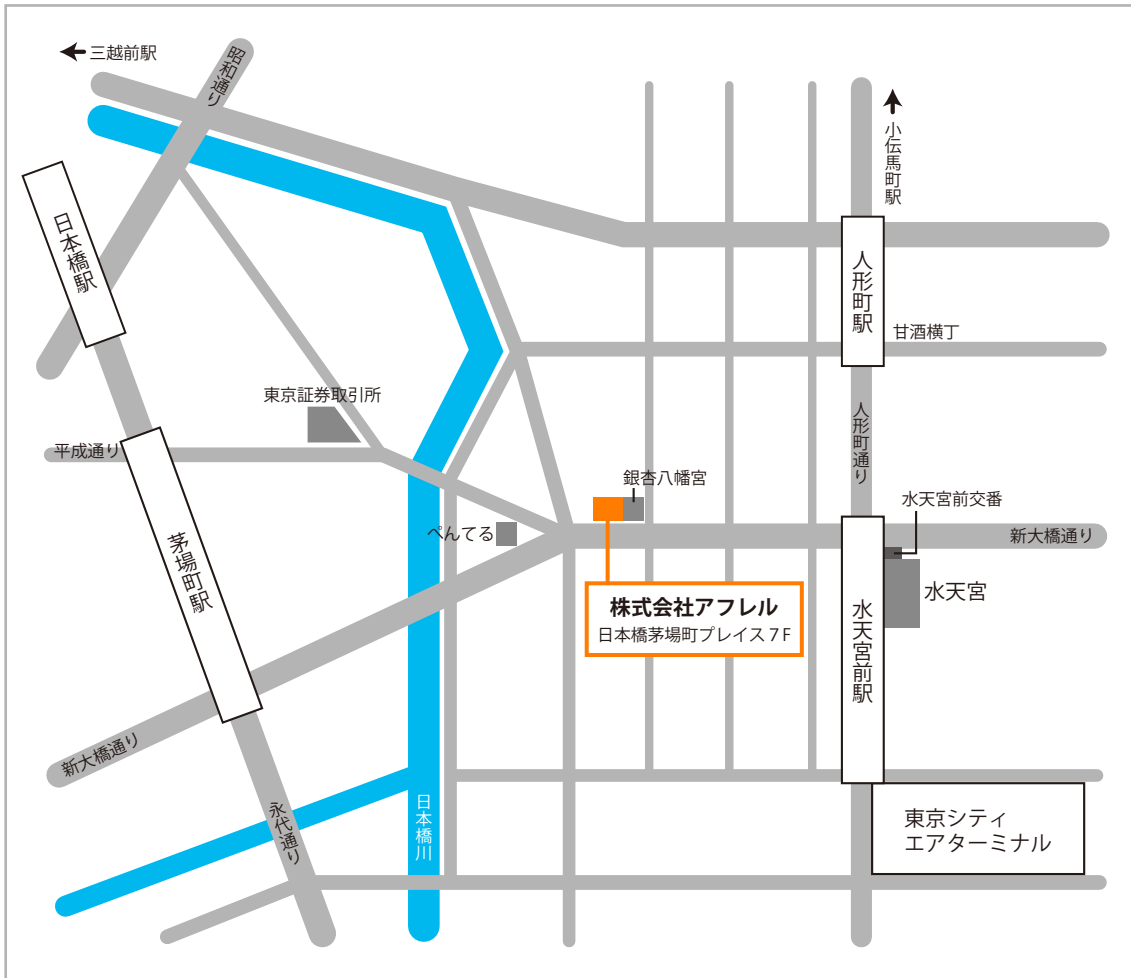 三越前駅
昭和通り
小伝馬町駅
日本橋駅
人形町駅
甘酒横丁
東京証券取引所
人形町通り
平成通り
銀杏八幡宮
水天宮前交番
ぺんてる
新大橋通り
茅場町駅
水天宮
株式会社アフレル
日本橋茅場町プレイス７F
水天宮前駅
新大橋通り
永代通り
日本橋川
東京シティ
エアターミナル